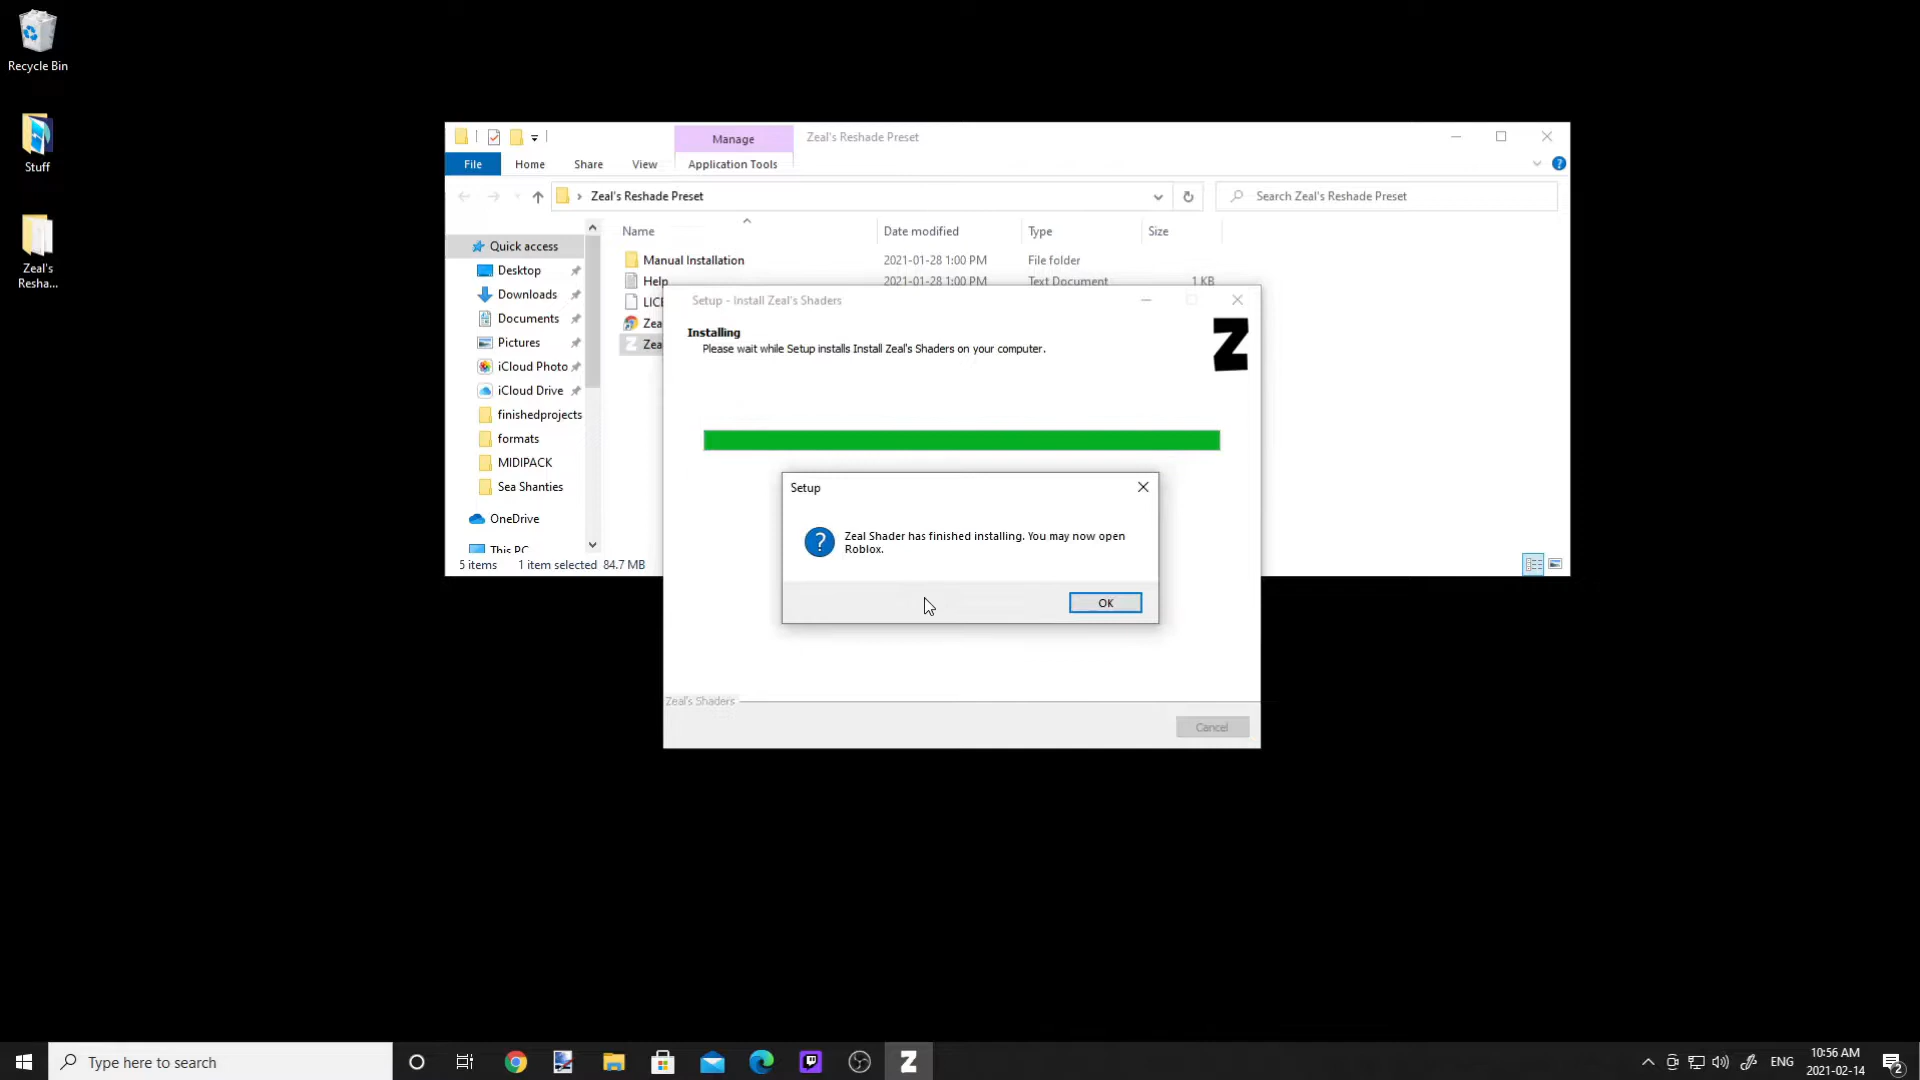 Recycle Bin
Stuff
Zeal's
Resha...
Manage
Zeal's Reshade Preset
File
Home
Share
View
Application Tools
Zeal's Reshade Preset
Search Zeal's Reshade Preset
Name
Date modified
Type
Size
Quick access
Desktop
Downloads
Documents
Pictures
iCloud Photo
iCloud Drive
finishedprojects
formats
MIDIPACK
Sea Shanties
OneDrive
This PC
Manual Installation
2021-01-28 1:00 PM
File folder
Help
2021-01-28 1:00 PM
Text Document
1 KB
LICE
Zea
Zea
5 items
1 item selected
84.7 MB
Setup - Install Zeal's Shaders
Installing
Please wait while Setup installs Install Zeal's Shaders on your computer.
Z
Setup
Zeal Shader has finished installing. You may now open
Roblox.
OK
Zeal's Shaders
Cancel
Type here to search
Z
ENG
10:56 AM
2021-02-14
2